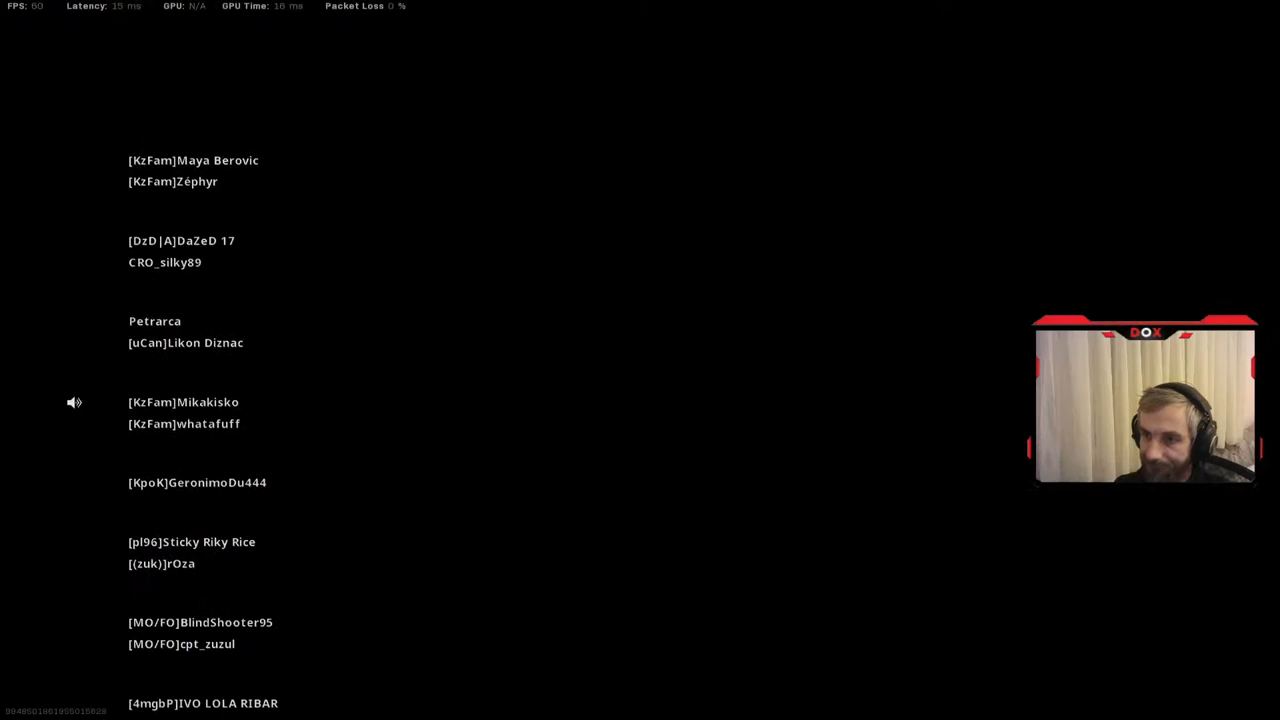 FPS: 60 Latency: 15 ms GPU: N/A GPU Time: 16 ms Packet Loss 0 %
[KzFam]Maya Berovic
[KzFam]Zéphyr
[DzD|A]DaZeD 17
CRO_silky89
Petrarca
[uCan]Likon Diznac
DOX
[KzFam]Mikakisko
[KzFam]whatafuff
[KpoK]GeronimoDu444
[pl96]Sticky Riky Rice
[(zuk)]rOza
[MO/FO]BlindShooter95
[MO/FO]cpt_zuzul
[4mgbP]IVO LOLA RIBAR